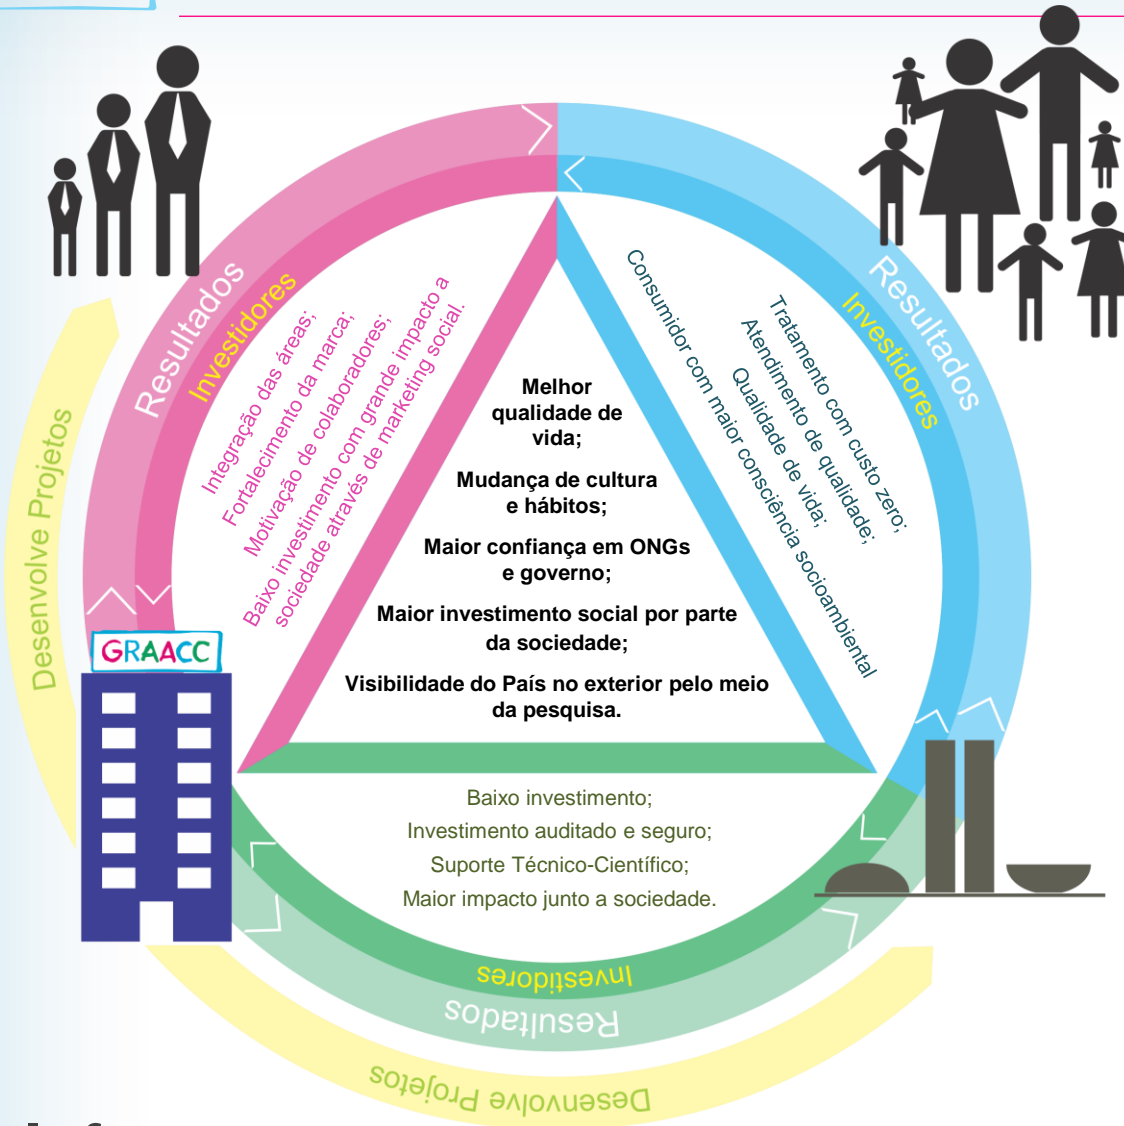 Resultados
Investidores
Integração das áreas;
Fortalecimento da marca;
Motivação de colaboradores;
Baixo investimento com grande impacto a
sociedade através de marketing social.
Resultados
Investidores
Tratamento com custo zero;
Atendimento de qualidade;
Qualidade de vida;
Consumidor com maior consciência socioambiental
Melhor
qualidade de
vida;
Mudança de cultura
e hábitos;
Maior confiança em ONGs
e governo;
Maior investimento social por parte
da sociedade;
Visibilidade do País no exterior pelo meio
da pesquisa.
Desenvolve Projetos
GRAACC
Baixo investimento;
Investimento auditado e seguro;
Suporte Técnico-Científico;
Maior impacto junto a sociedade.
Investidores
Resultados
Desenvolve Projetos